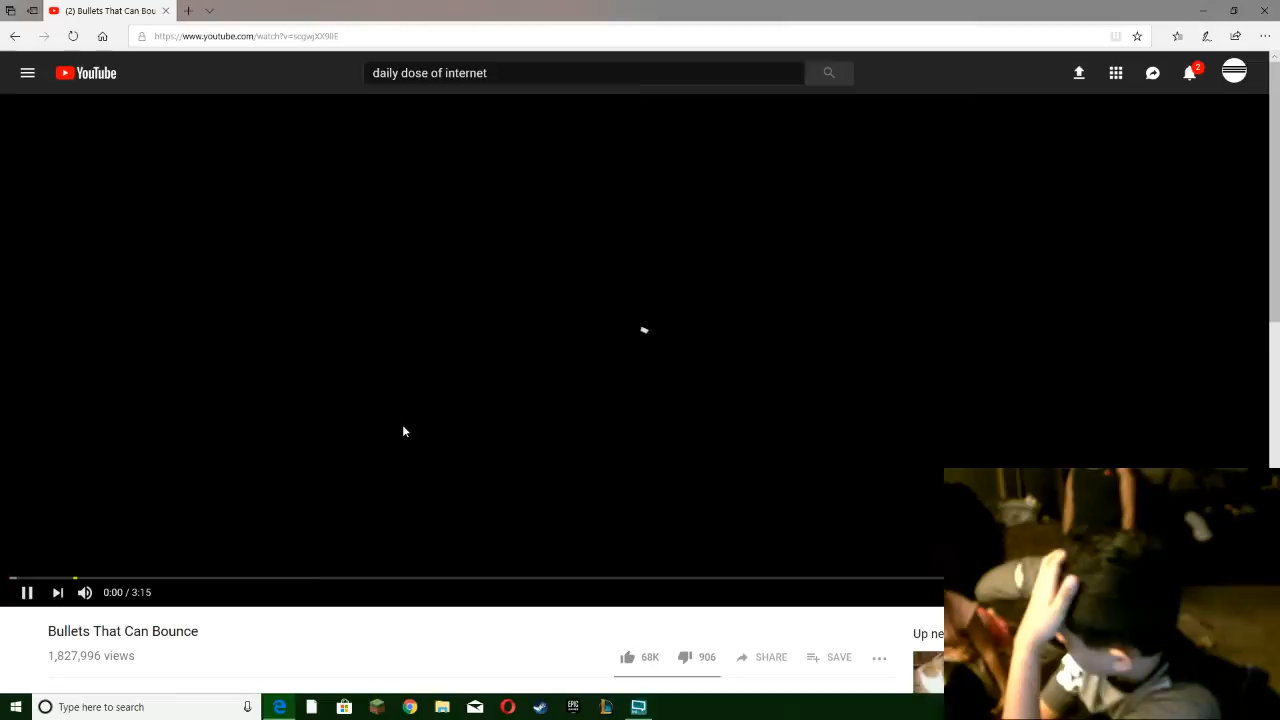 (2) Bullets That Can Bou
https://www.youtube.com/watch?v=scgwjXX9liE
YouTube
daily dose of internet
2
0:00 / 3:15
Bullets That Can Bounce
1,827,996 views
68K
906
SHARE
SAVE
Up ne
Type here to search
EPIC